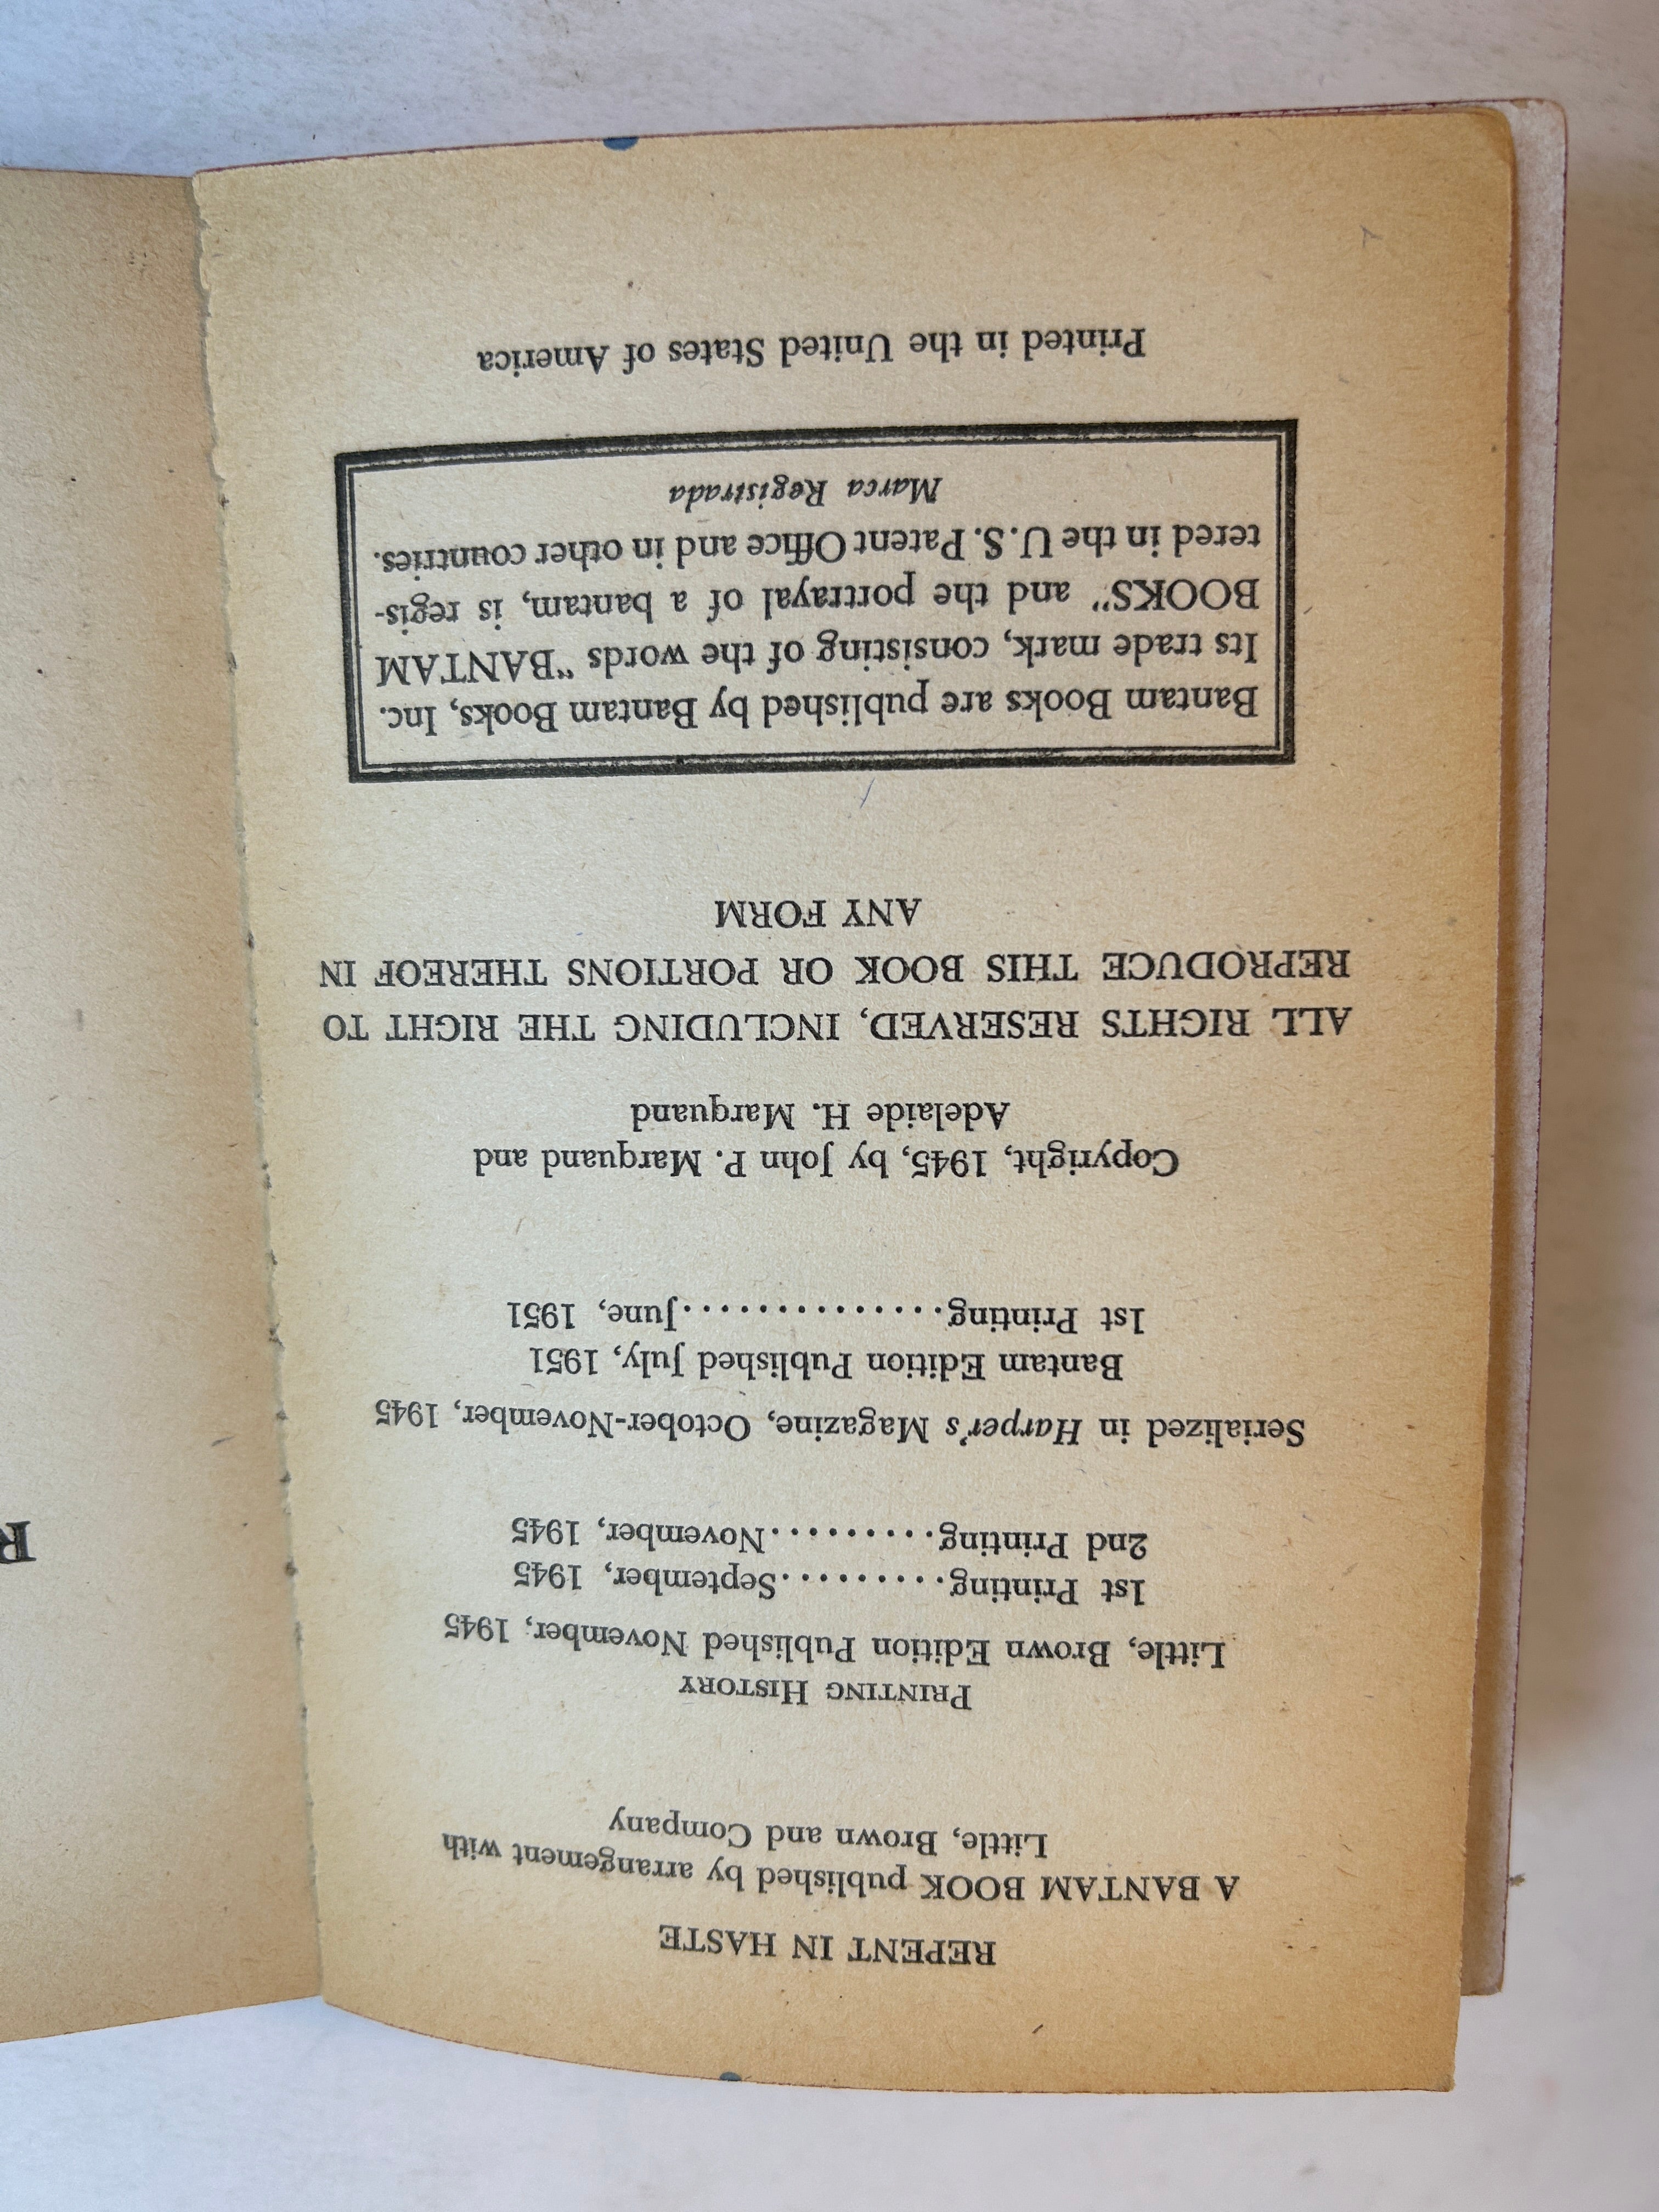 REPENT IN HASTE
A BANTAM BOOK published by arrangement with
Little, Brown and Company
PRINTING HISTORY
Little, Brown Edition Published November, 1945
1st Printing..........September, 1945
2nd Printing..........November, 1945
Serialized in Harper's Magazine, October-November, 1945
Bantam Edition Published July, 1951
1st Printing...............June, 1951
Copyright, 1945, by John P. Marquand and
Adelaide H. Marquand
ALL RIGHTS RESERVED, INCLUDING THE RIGHT TO
REPRODUCE THIS BOOK OR PORTIONS THEREOF IN
ANY FORM
Bantam Books are published by Bantam Books, Inc.
Its trade mark, consisting of the words "BANTAM
BOOKS" and the portrayal of a bantam, is regis-
tered in the U.S. Patent Office and in other countries.
Marca Registrada
Printed in the United States of America
R